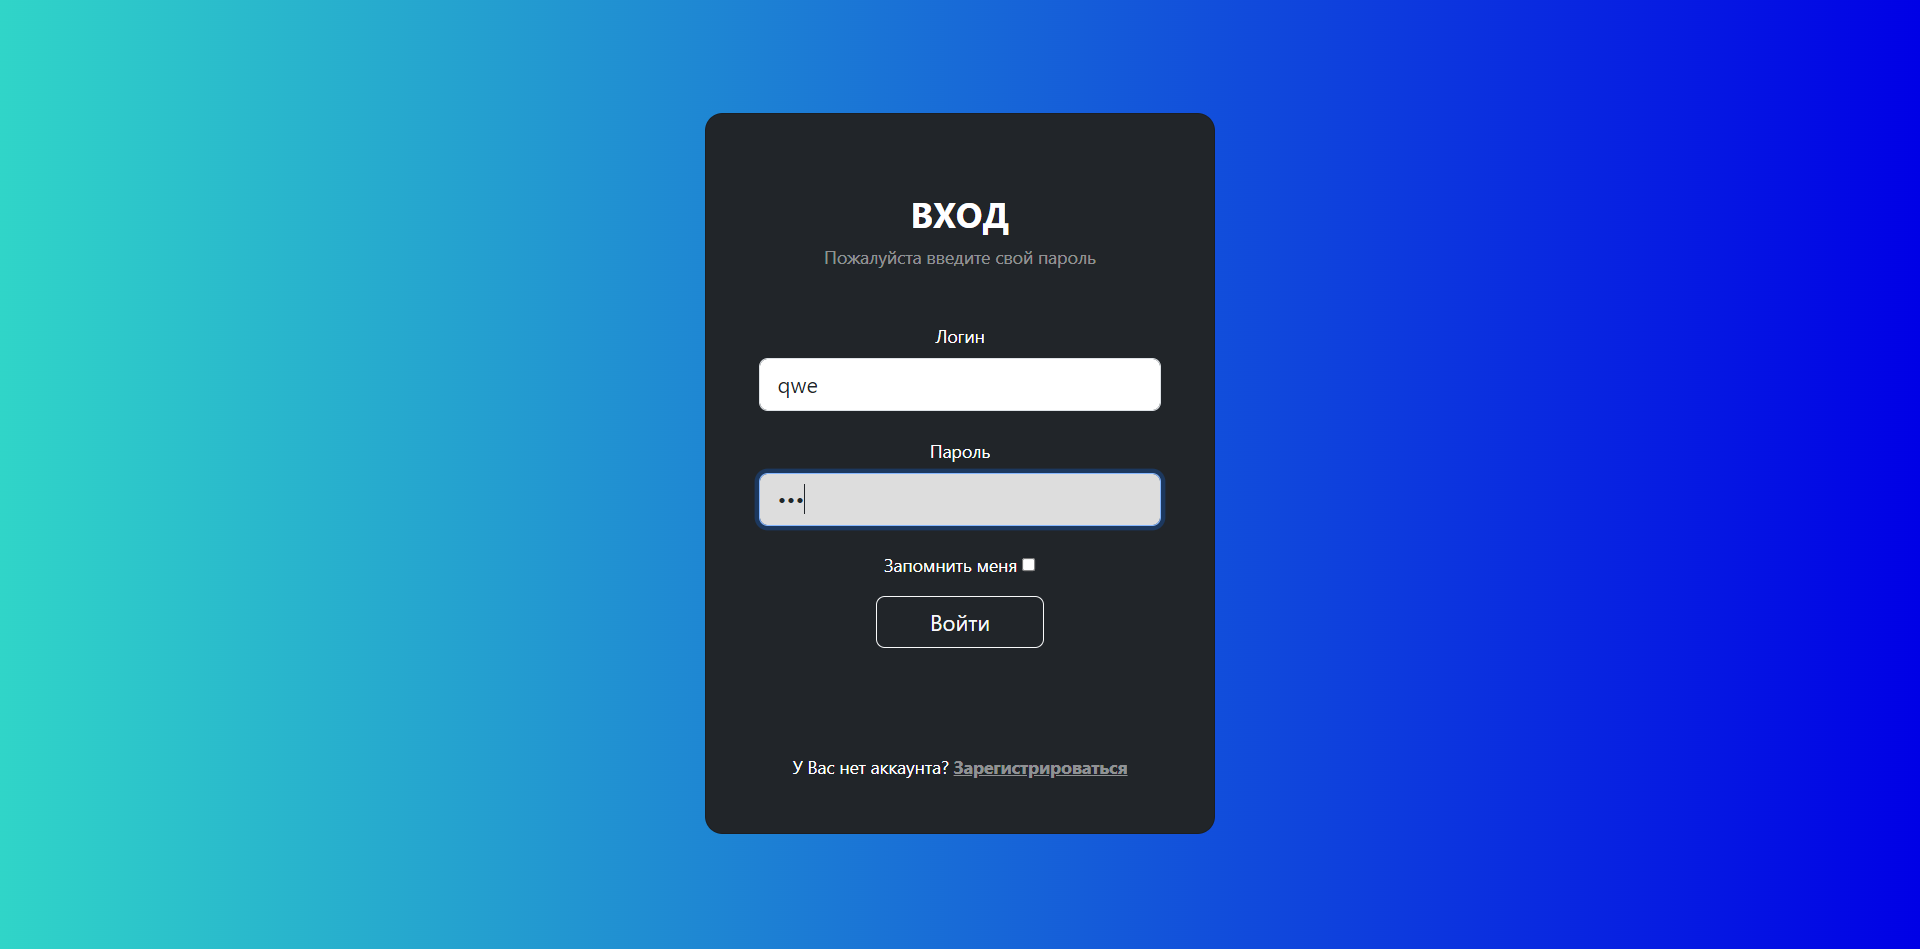 ВХОД
Пожалуйста введите свой пароль
Логин
qwe
Пароль
•••
Запомнить меня
Войти
У Вас нет аккаунта? Зарегистрироваться